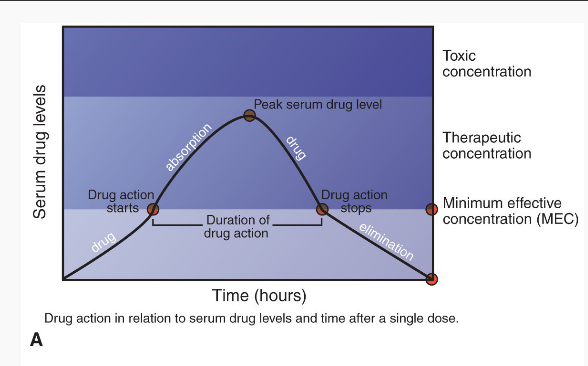 Toxic
concentration
Peak serum drug level
absorption
drug
Therapeutic
concentration
Serum drug levels
Drug action
starts
Drug action
stops
Minimum effective
concentration (MEC)
Duration of
drug action
drug
elimination
Time (hours)
Drug action in relation to serum drug levels and time after a single dose.
A